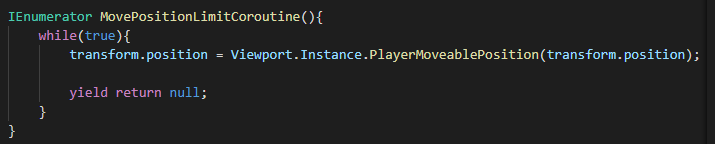 IEnumerator MovePositionLimitCoroutine(){
while(true){
transform.position = Viewport.Instance.PlayerMoveablePosition(transform.position);
yield return null;
}
}